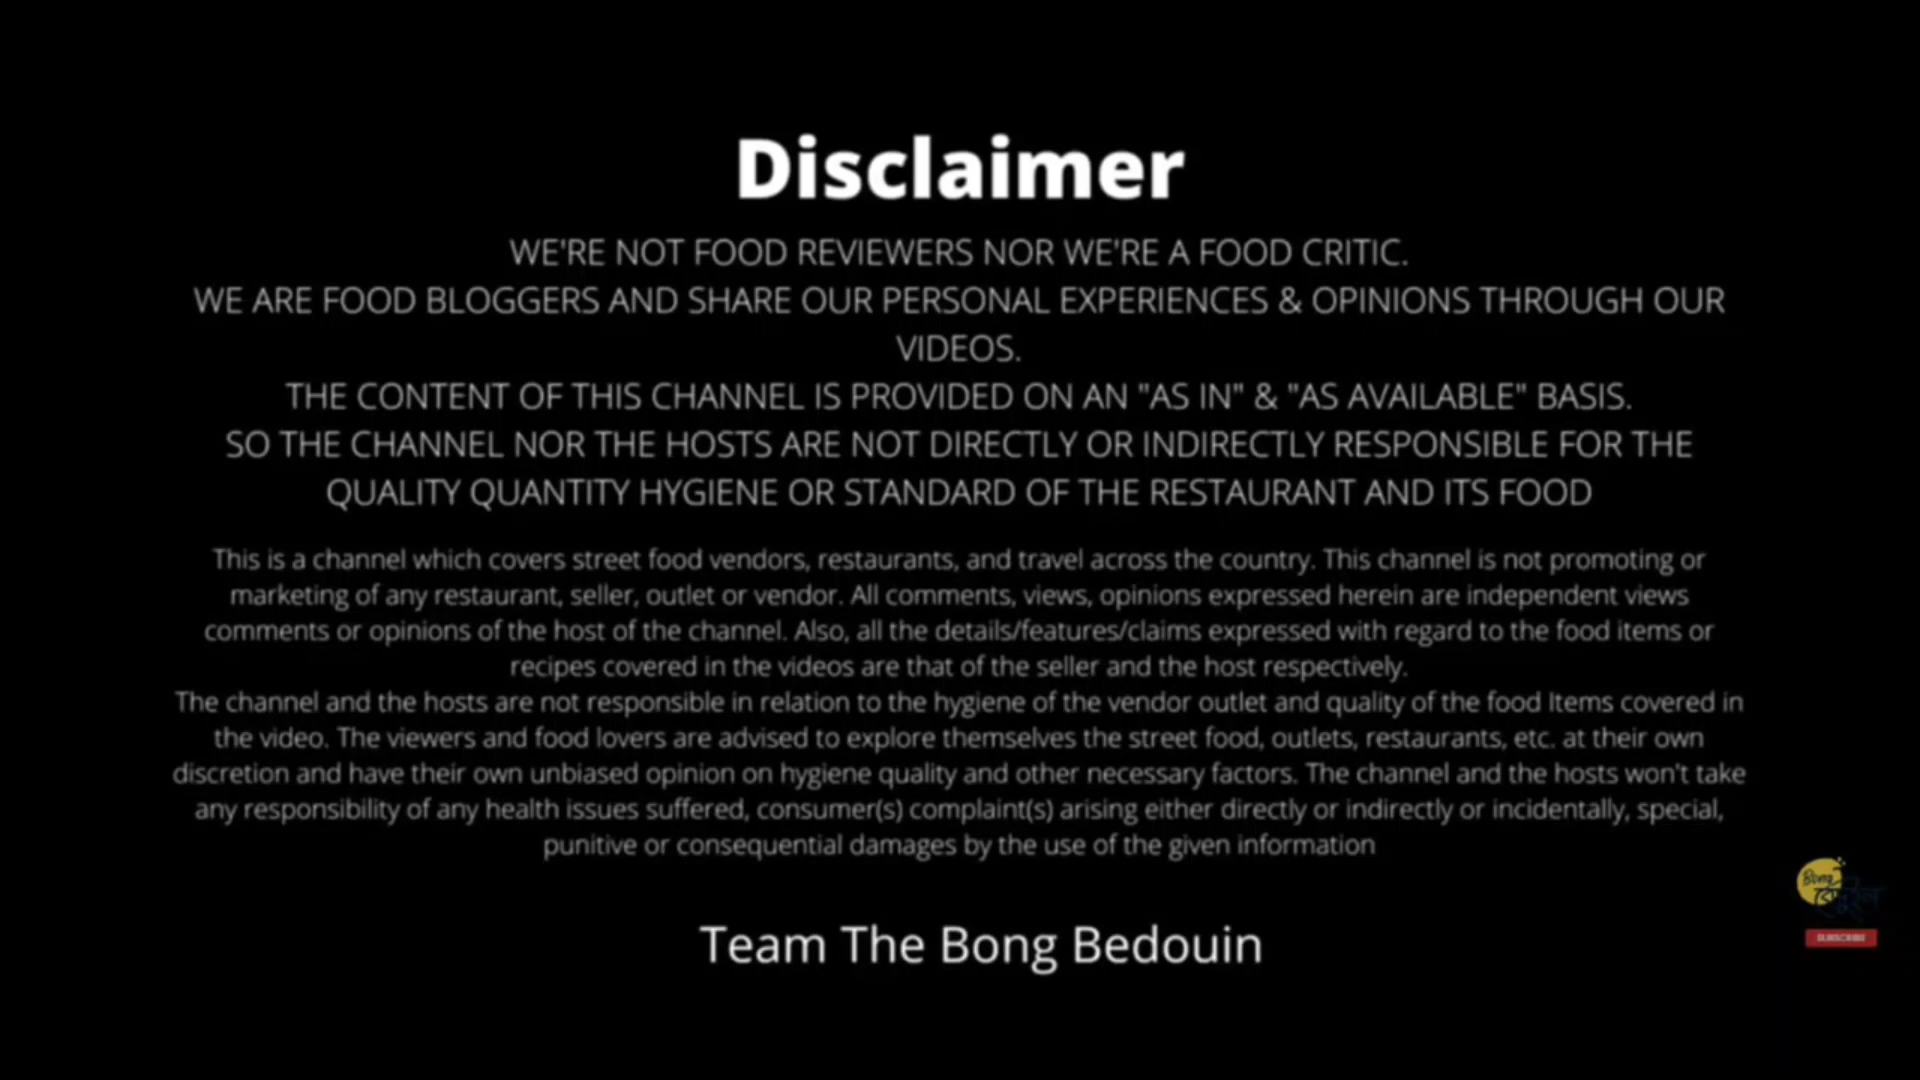 Disclaimer
WE'RE NOT FOOD REVIEWERS NOR WE'RE A FOOD CRITIC.
WE ARE FOOD BLOGGERS AND SHARE OUR PERSONAL EXPERIENCES & OPINIONS THROUGH OUR
VIDEOS.
THE CONTENT OF THIS CHANNEL IS PROVIDED ON AN "AS IN" & "AS AVAILABLE" BASIS.
SO THE CHANNEL NOR THE HOSTS ARE NOT DIRECTLY OR INDIRECTLY RESPONSIBLE FOR THE
QUALITY QUANTITY HYGIENE OR STANDARD OF THE RESTAURANT AND ITS FOOD
This is a channel which covers street food vendors, restaurants, and travel across the country. This channel is not promoting or
marketing of any restaurant, seller, outlet or vendor. All comments, views, opinions expressed herein are independent views
comments or opinions of the host of the channel. Also, all the details/features/claims expressed with regard to the food items or
recipes covered in the videos are that of the seller and the host respectively.
The channel and the hosts are not responsible in relation to the hygiene of the vendor outlet and quality of the food Items covered in
the video. The viewers and food lovers are advised to explore themselves the street food, outlets, restaurants, etc. at their own
discretion and have their own unbiased opinion on hygiene quality and other necessary factors. The channel and the hosts won't take
any responsibility of any health issues suffered, consumer(s) complaint(s) arising either directly or indirectly or incidentally, special,
punitive or consequential damages by the use of the given information
Bong
SUBSCRIBE
Team The Bong Bedouin